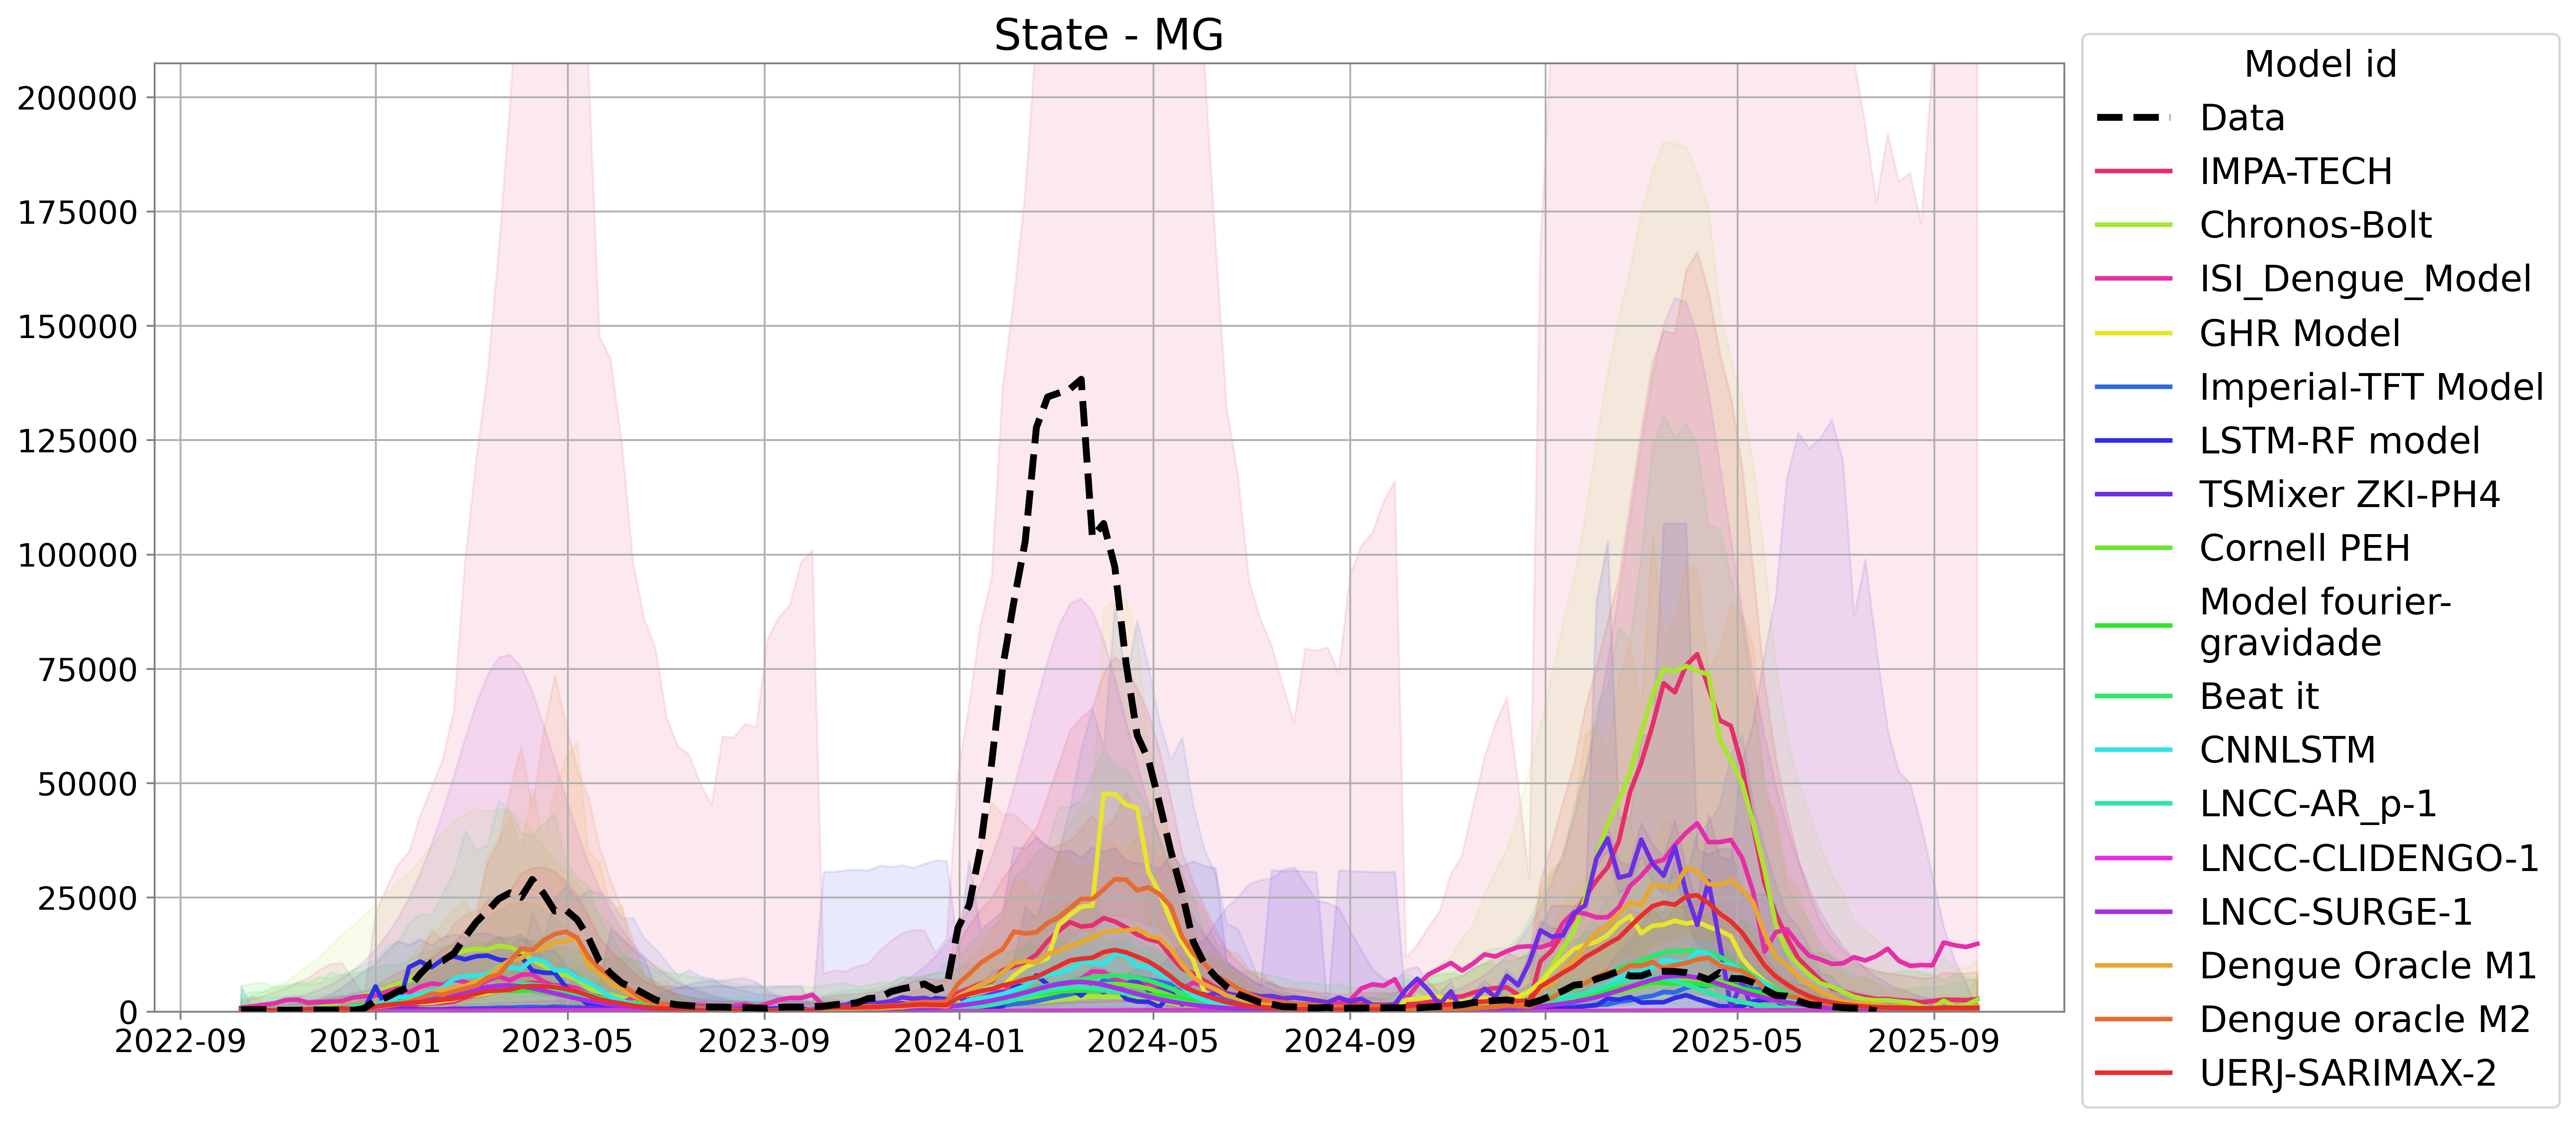 State - MG
200000
175000
150000
125000
100000
75000
50000
25000
0
2022-09
2023-01
2023-05
2023-09
2024-01
2024-05
2024-09
2025-01
2025-05
2025-09
Model id
Data
IMPA-TECH
Chronos-Bolt
ISI_Dengue_Model
GHR Model
Imperial-TFT Model
LSTM-RF model
TSMixer ZKI-PH4
Cornell PEH
Model fourier-
gravidade
Beat it
CNNLSTM
LNCC-AR_p-1
LNCC-CLIDENGO-1
LNCC-SURGE-1
Dengue Oracle M1
Dengue oracle M2
UERJ-SARIMAX-2